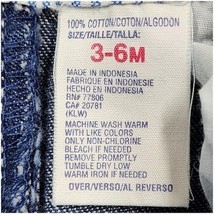 100% COTTON/COTON/ALGODON
SIZE/TAILLE/TALLA:
3-6M
MADE IN INDONESIA
FABRIQUE EN INDONESIE
HECHO EN INDONESIA
RN# 77806
CA# 20781
(KLW)
MACHINE WASH WARM
WITH LIKE COLORS
ONLY NON-CHLORINE
BLEACH IF NEEDED
REMOVE PROMPTLY
TUMBLE DRY LOW
WARM IRON IF NEEDED
OVER/VERSO/AL REVERSO